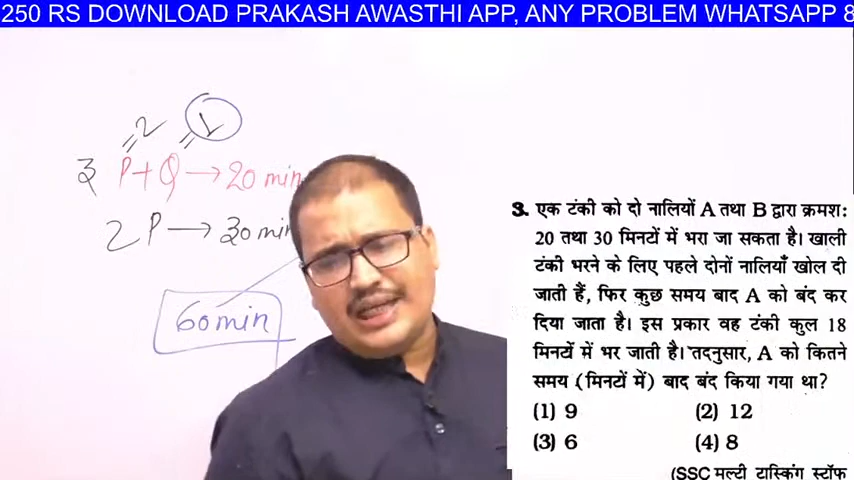 250 RS DOWNLOAD PRAKASH AWASTHI APP, ANY PROBLEM WHATSAPP 8
2 1
3 P+Q → 20 min
2 P → 30 min
60 min
3. एक टंकी को दो नालियों A तथा B द्वारा क्रमश:
20 तथा 30 मिनटों में भरा जा सकता है। खाली
टंकी भरने के लिए पहले दोनों नालियाँ खोल दी
जाती हैं, फिर कुछ समय बाद A को बंद कर
दिया जाता है। इस प्रकार वह टंकी कुल 18
मिनटों में भर जाती है। तद्नुसार, A को कितने
समय (मिनटों में) बाद बंद किया गया था?
(1) 9 (2) 12
(3) 6 (4) 8
(SSC मल्टी टास्किंग स्टॉफ